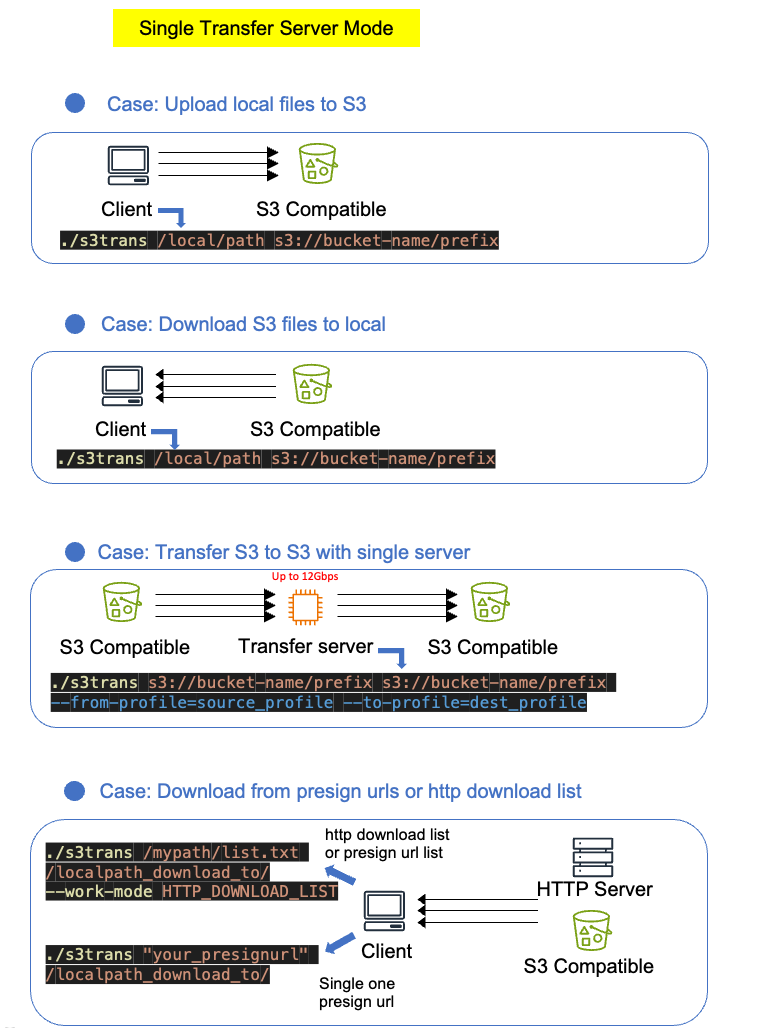 Single Transfer Server Mode
Case: Upload local files to S3
Client
S3 Compatible
./s3trans /local/path s3://bucket-name/prefix
Case: Download S3 files to local
Client
S3 Compatible
./s3trans /local/path s3://bucket-name/prefix
Case: Transfer S3 to S3 with single server
Up to 12Gbps
S3 Compatible
Transfer server
S3 Compatible
./s3trans s3://bucket-name/prefix s3://bucket-name/prefix
--from-profile=source_profile --to-profile=dest_profile
Case: Download from presign urls or http download list
http download list
or presign url list
./s3trans /mypath/list.txt
/localpath_download_to/
--work-mode HTTP_DOWNLOAD_LIST
HTTP Server
Client
./s3trans "your_presignurl"
/localpath_download_to/
S3 Compatible
Single one
presign url